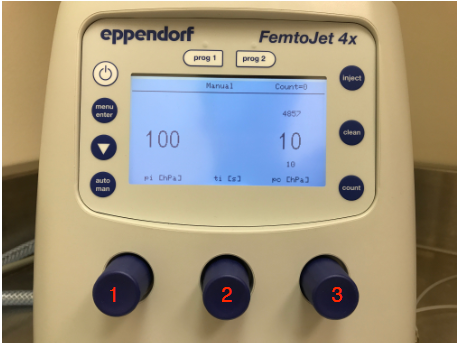 eppendorf FemtoJet 4x
prog 1 prog 2
Manual Count=0
inject
menu
enter
4857
clean
100 10
10
auto
man
pi [hPa] ti [s] pc [hPa]
count
1 2 3